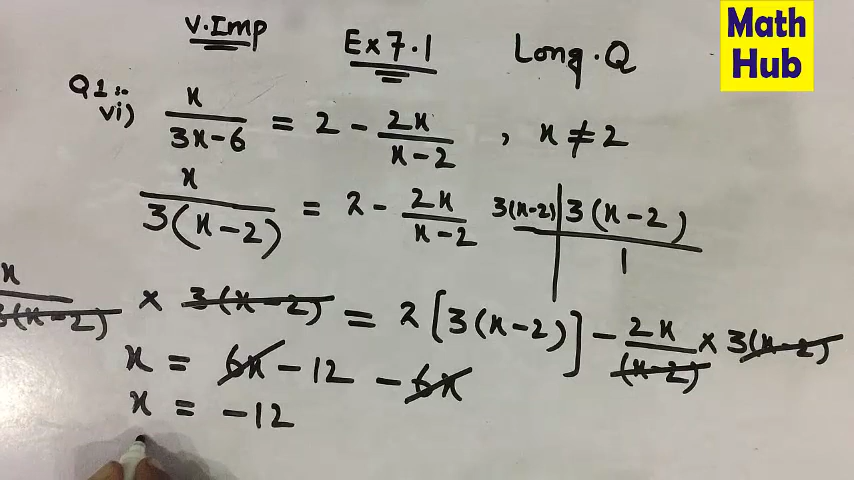 V.Imp Ex 7.1 Long.Q
Math
Hub
Q1:.
vi) x/(3x-6) = 2 - 2x/(x-2) , x ≠ 2
x/(3(x-2)) = 2 - 2x/(x-2)
3(x-2) | 3(x-2)
1
x/(3(x-2)) × 3(x-2) = 2[3(x-2)] - 2x/(x-2) × 3(x-2)
x = 6x - 12 - 6x
x = -12